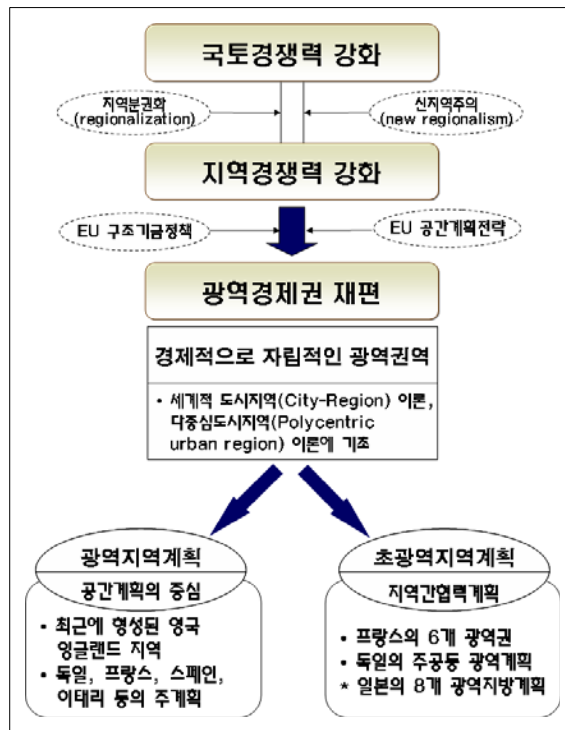 국토경쟁력 강화
지역분권화
(regionalization)
신지역주의
(new regionalism)
지역경쟁력 강화
EU 구조기금정책
EU 공간계획전략
광역경제권 재편
경제적으로 자립적인 광역권역
• 세계적 도시지역(City-Region) 이론,
다중심도시지역(Polycentric
urban region) 이론에 기초
광역지역계획
공간계획의 중심
• 최근에 형성된 영국
잉글랜드 지역
• 독일, 프랑스, 스페인,
이태리 등의 주계획
초광역지역계획
지역간협력계획
• 프랑스의 6개 광역권
• 독일의 주공동 광역계획
* 일본의 8개 광역지방계획